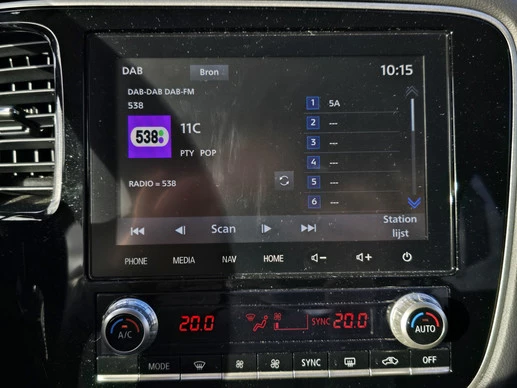 DAB Bron 10:15
DAB-DAB DAB-FM
538
538
11C
PTY POP
RADIO = 538
1 5A
2 ---
3 ---
4 ---
5 ---
6 ---
Scan
Station
lijst
PHONE MEDIA NAV HOME
A/C 20.0 SYNC 20.0 AUTO
MODE SYNC OFF